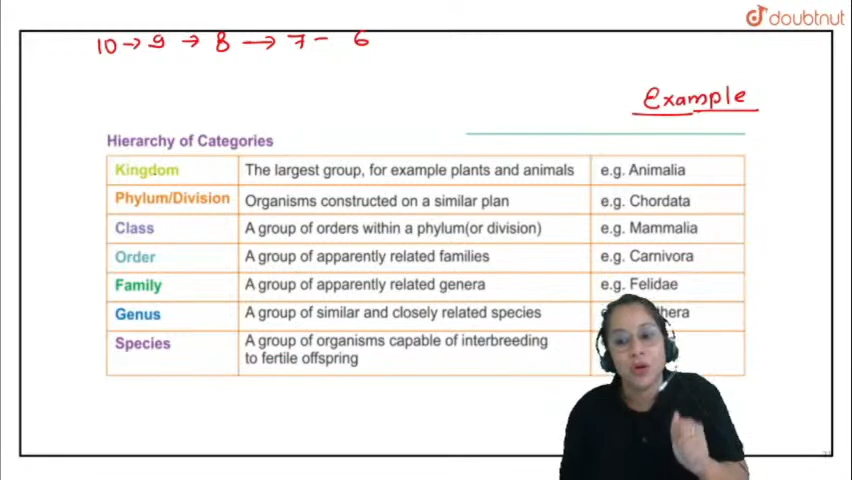 doubtnut
10 → 9 → 8 → 7 - 6
Example
Hierarchy of Categories
Kingdom The largest group, for example plants and animals e.g. Animalia
Phylum/Division Organisms constructed on a similar plan e.g. Chordata
Class A group of orders within a phylum(or division) e.g. Mammalia
Order A group of apparently related families e.g. Carnivora
Family A group of apparently related genera e.g. Felidae
Genus A group of similar and closely related species
Species A group of organisms capable of interbreeding
to fertile offspring